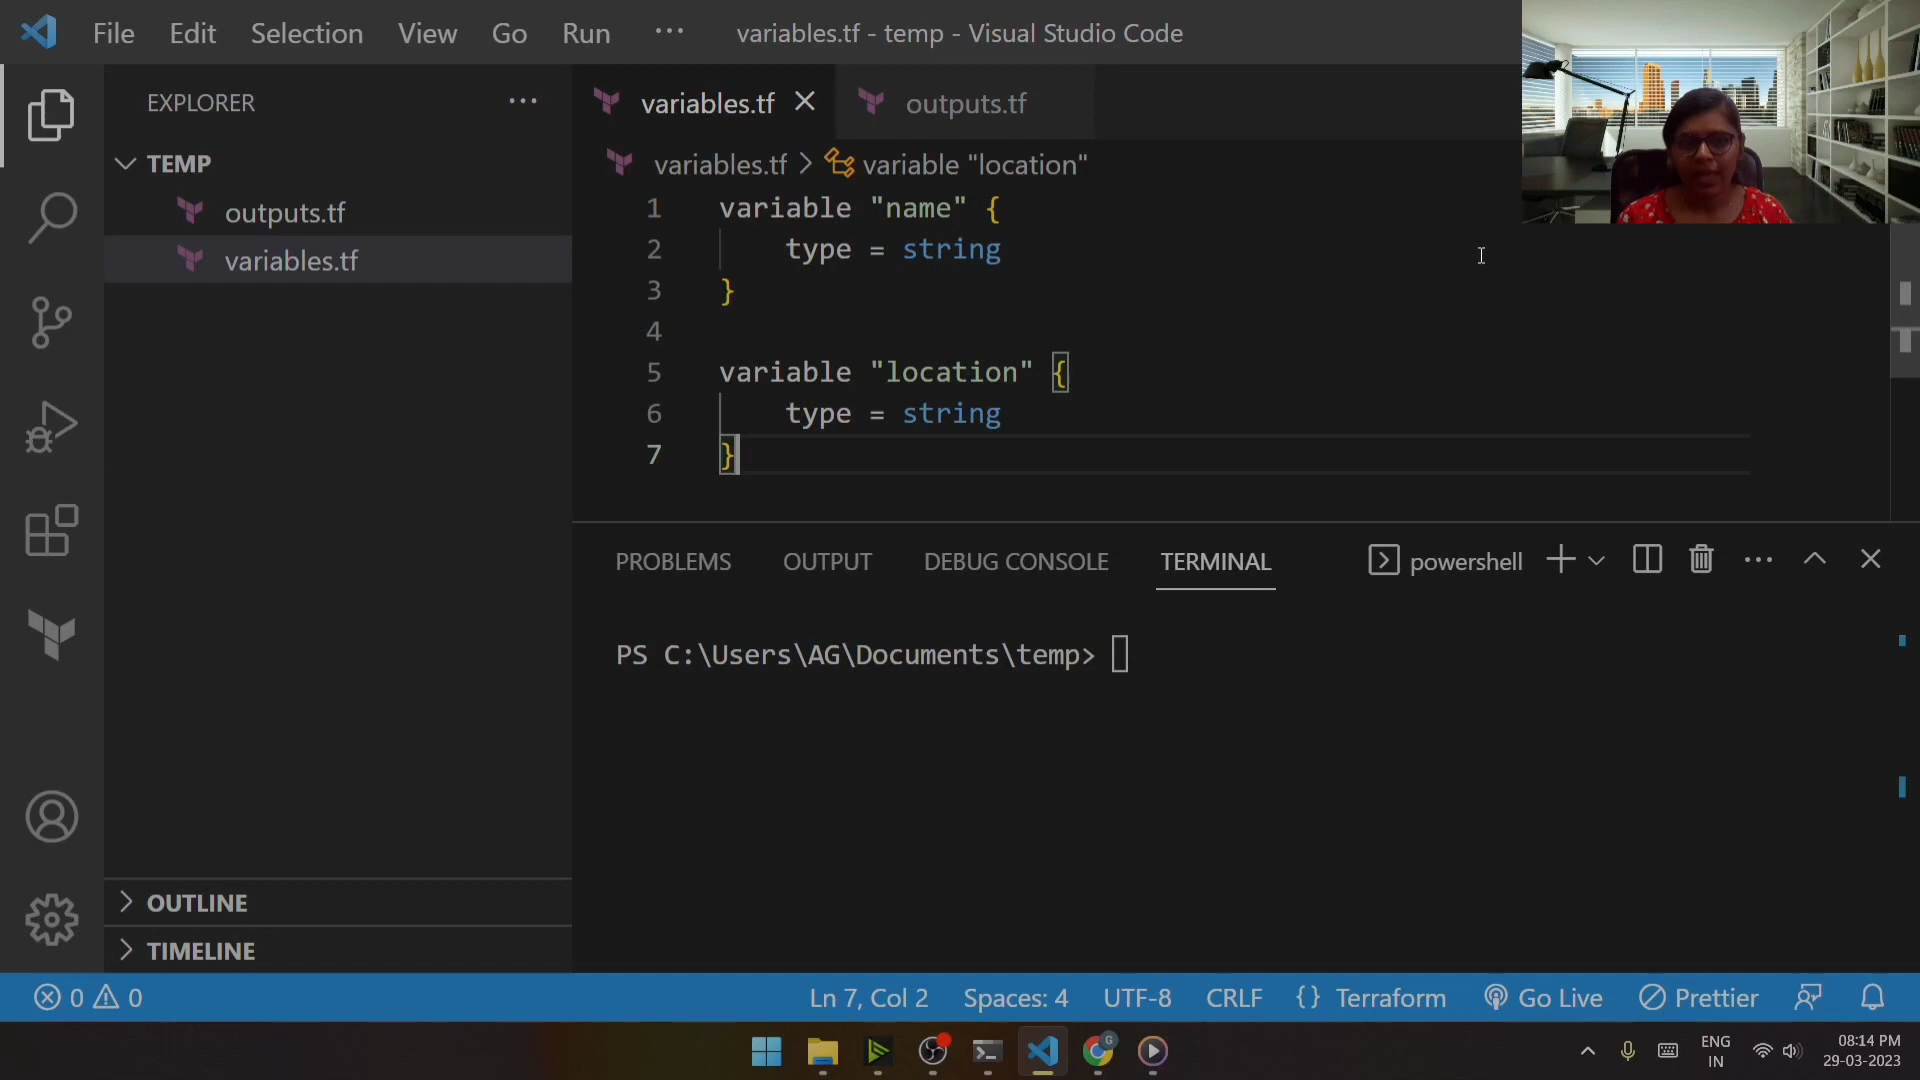 File Edit Selection View Go Run ··· variables.tf - temp - Visual Studio Code
EXPLORER ···
TEMP
outputs.tf
variables.tf
OUTLINE
TIMELINE
variables.tf outputs.tf
variables.tf > variable "location"
1 variable "name" {
2 type = string
3 }
4
5 variable "location" {
6 type = string
7 }
PROBLEMS OUTPUT DEBUG CONSOLE TERMINAL powershell
PS C:\Users\AG\Documents\temp>
0 0 Ln 7, Col 2 Spaces: 4 UTF-8 CRLF {} Terraform Go Live Prettier
G
ENG
IN
08:14 PM
29-03-2023